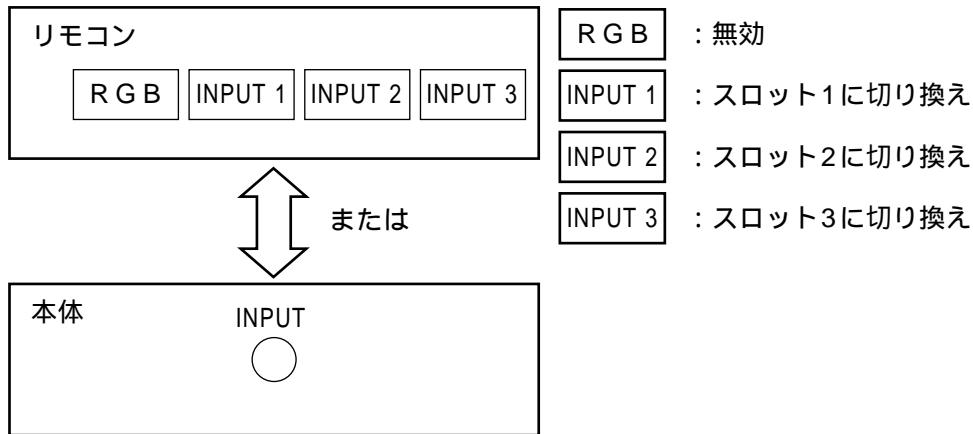 リモコン
RGB INPUT 1 INPUT 2 INPUT 3
または
本体
INPUT
RGB :無効
INPUT 1 :スロット1に切り換え
INPUT 2 :スロット2に切り換え
INPUT 3 :スロット3に切り換え